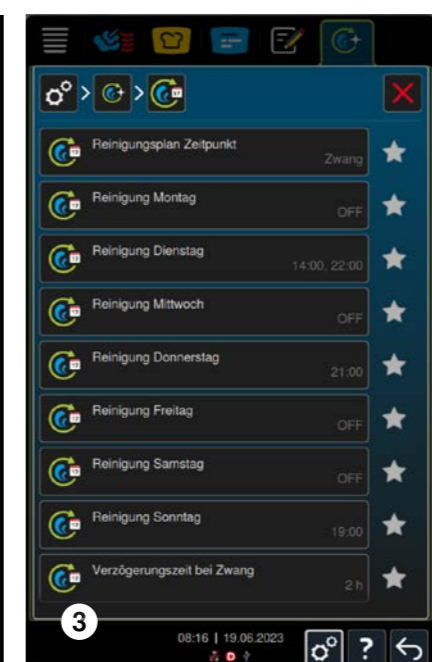 Reinigungsplan Zeitpunkt
Zwang
Reinigung Montag
OFF
Reinigung Dienstag
14:00, 22:00
Reinigung Mittwoch
OFF
Reinigung Donnerstag
21:00
Reinigung Freitag
OFF
Reinigung Samstag
OFF
Reinigung Sonntag
19:00
Verzögerungszeit bei Zwang
2 h
3
08:16 | 19.06.2023
D
?